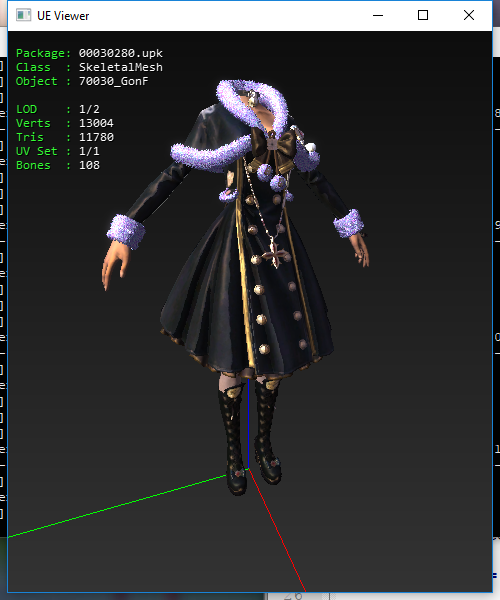 UE Viewer
Package: 00030280.upk
Class : SkeletalMesh
Object : 70030_GonF
LOD : 1/2
Verts : 13004
Tris : 11780
UV Set : 1/1
Bones : 108